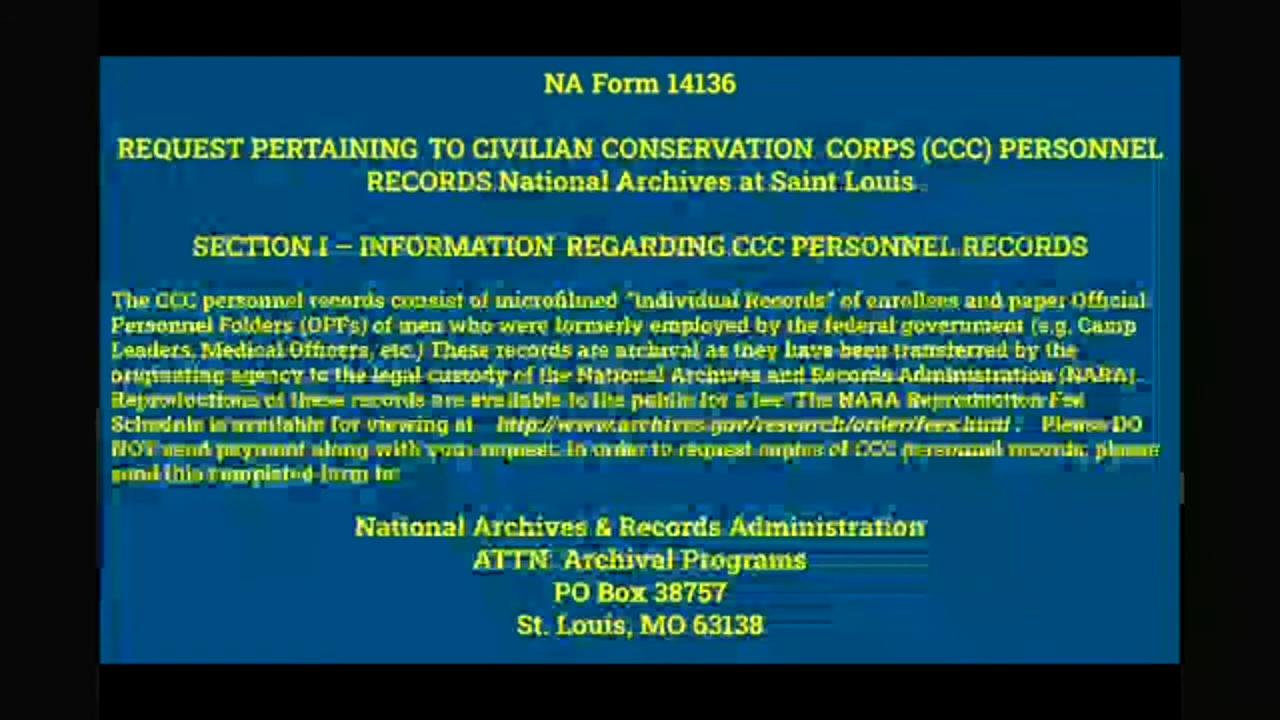 NA Form 14136
REQUEST PERTAINING TO CIVILIAN CONSERVATION CORPS (CCC) PERSONNEL
RECORDS National Archives at Saint Louis
SECTION I – INFORMATION REGARDING CCC PERSONNEL RECORDS
The CCC personnel records consist of microfilmed "Individual Records" of enrollees and paper Official
Personnel Folders (OPFs) of men who were formerly employed by the federal government (e.g. Camp
Leaders, Medical Officers, etc.) These records are archival as they have been transferred by the
originating agency to the legal custody of the National Archives and Records Administration (NARA)
Reproductions of these records are available to the public for a fee. The NARA Reproduction Fee
Schedule is available for viewing at http://www.archives.gov/research/order/fees.html . Please DO
NOT send payment along with your request. In order to request copies of CCC personnel records, please
send this completed form to:
National Archives & Records Administration
ATTN: Archival Programs
PO Box 38757
St. Louis, MO 63138